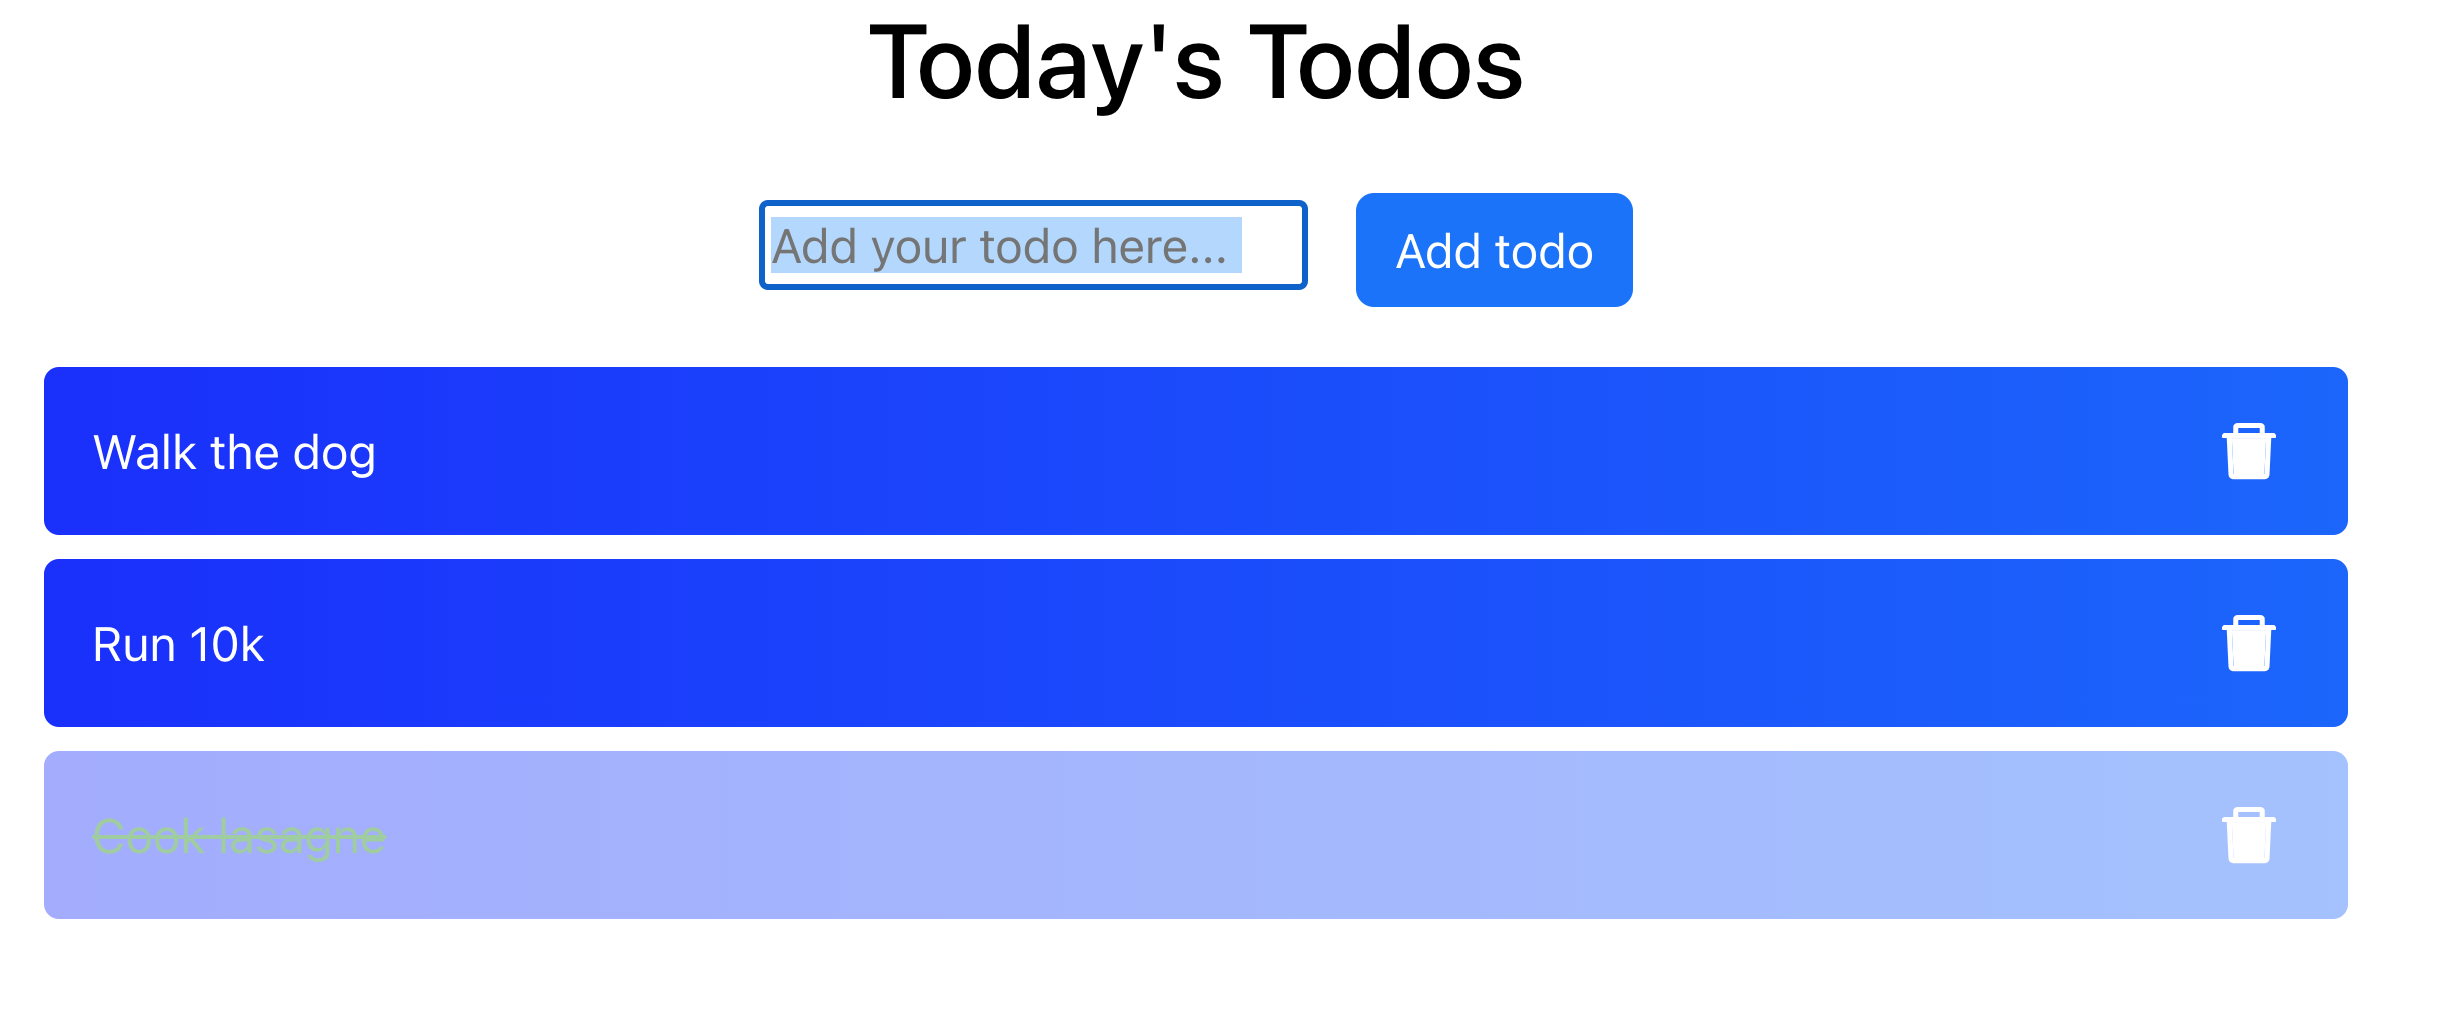 Today's Todos
Add your todo here...
Add todo
Walk the dog
Run 10k
Cook lasagne